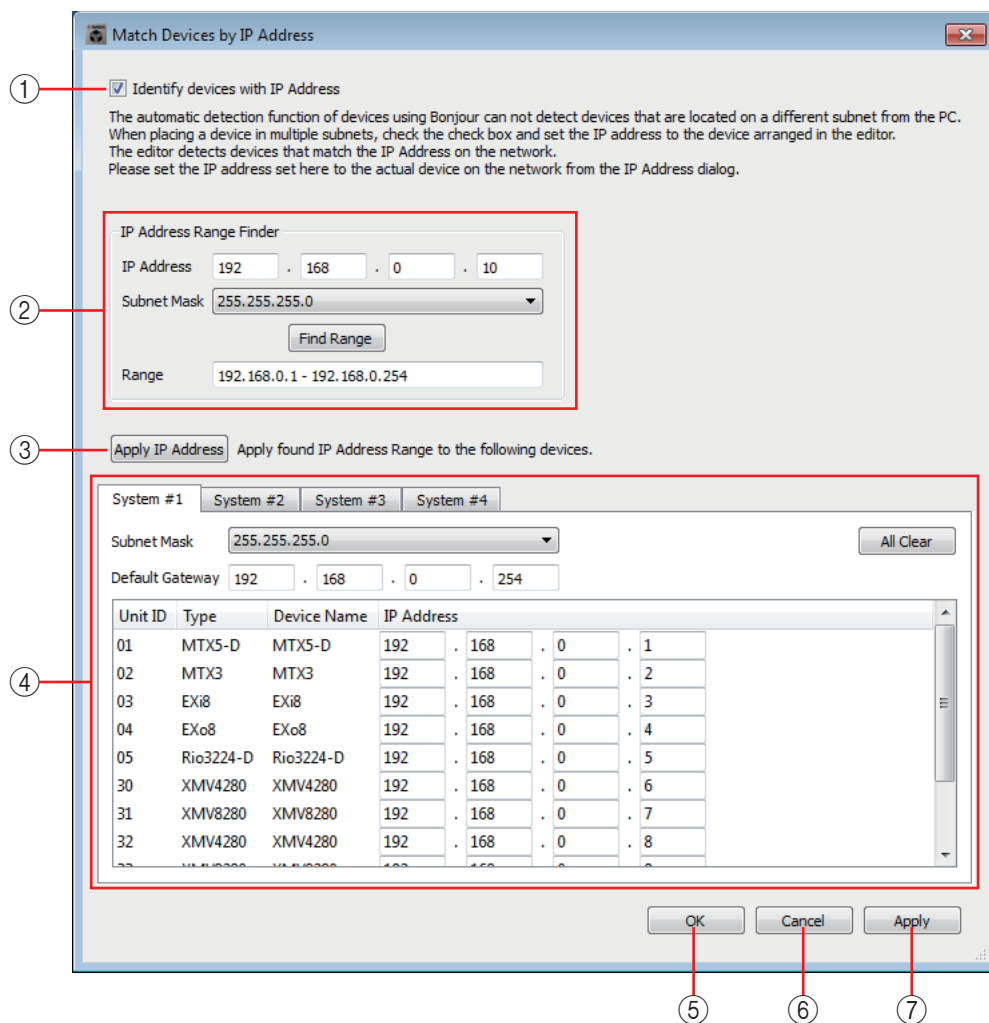 Match Devices by IP Address
① Identify devices with IP Address
The automatic detection function of devices using Bonjour can not detect devices that are located on a different subnet from the PC.
When placing a device in multiple subnets, check the check box and set the IP address to the device arranged in the editor.
The editor detects devices that match the IP Address on the network.
Please set the IP address set here to the actual device on the network from the IP Address dialog.
IP Address Range Finder
IP Address 192 . 168 . 0 . 10
② Subnet Mask 255.255.255.0
Find Range
Range 192.168.0.1 - 192.168.0.254
③ Apply IP Address Apply found IP Address Range to the following devices.
System #1 System #2 System #3 System #4
Subnet Mask 255.255.255.0 All Clear
Default Gateway 192 . 168 . 0 . 254
Unit ID Type Device Name IP Address
01 MTX5-D MTX5-D 192 . 168 . 0 . 1
④ 02 MTX3 MTX3 192 . 168 . 0 . 2
03 EXi8 EXi8 192 . 168 . 0 . 3
04 EXo8 EXo8 192 . 168 . 0 . 4
05 Rio3224-D Rio3224-D 192 . 168 . 0 . 5
30 XMV4280 XMV4280 192 . 168 . 0 . 6
31 XMV8280 XMV8280 192 . 168 . 0 . 7
32 XMV4280 XMV4280 192 . 168 . 0 . 8
OK Cancel Apply
⑤ ⑥ ⑦